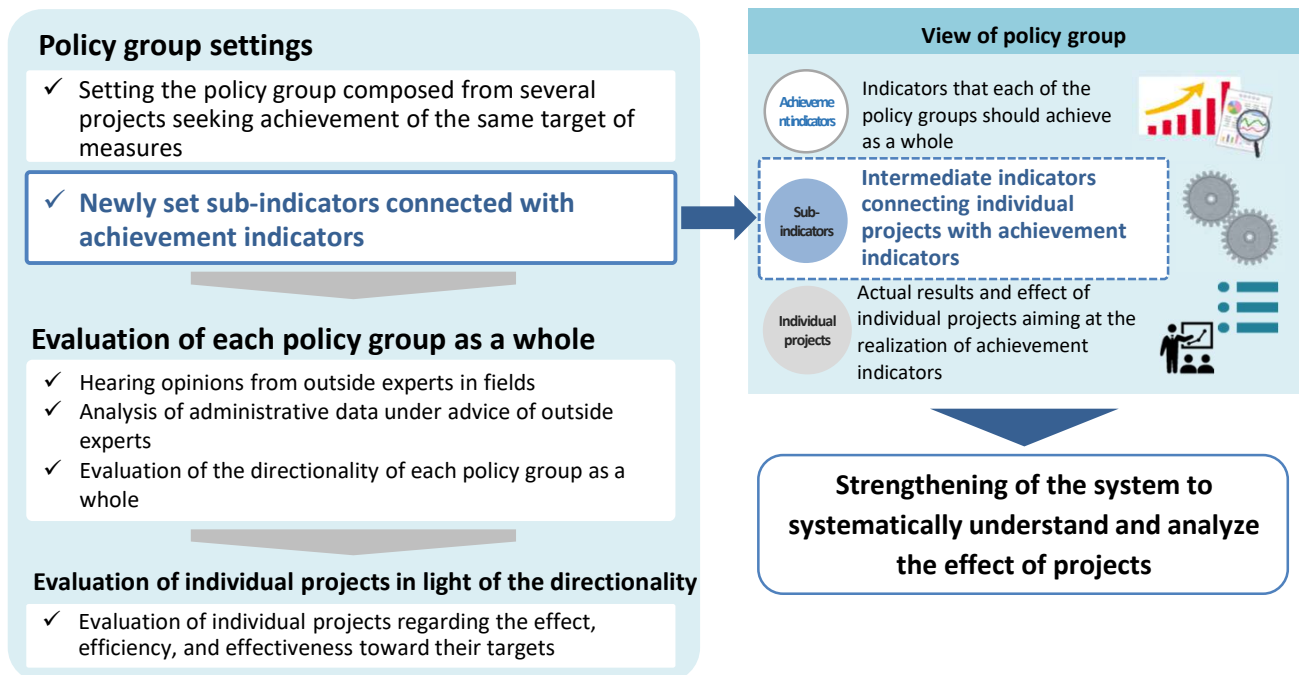 Policy group settings
✓ Setting the policy group composed from several
projects seeking achievement of the same target of
measures
✓ Newly set sub-indicators connected with
achievement indicators
Evaluation of each policy group as a whole
✓ Hearing opinions from outside experts in fields
✓ Analysis of administrative data under advice of outside
experts
✓ Evaluation of the directionality of each policy group as a
whole
Evaluation of individual projects in light of the directionality
✓ Evaluation of individual projects regarding the effect,
efficiency, and effectiveness toward their targets
View of policy group
Achieveme
nt indicators
Indicators that each of the
policy groups should achieve
as a whole
Sub-
indicators
Intermediate indicators
connecting individual
projects with achievement
indicators
Individual
projects
Actual results and effect of
individual projects aiming at the
realization of achievement
indicators
Strengthening of the system to
systematically understand and analyze
the effect of projects